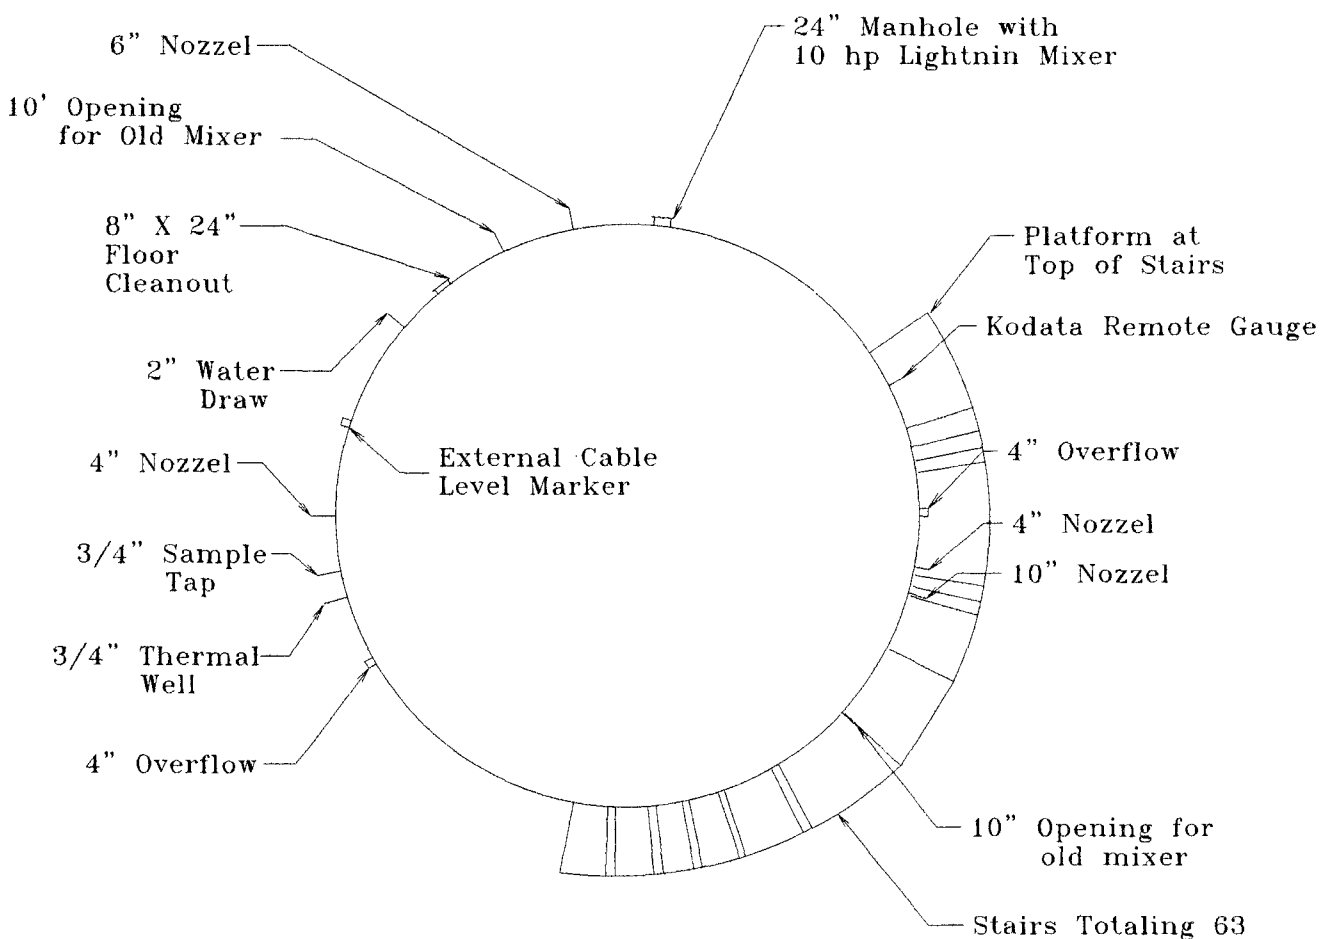 6” Nozzel
24” Manhole with
10 hp Lightnin Mixer
10' Opening
for Old Mixer
8” X 24”
Floor
Cleanout
Platform at
Top of Stairs
Kodata Remote Gauge
2” Water
Draw
External Cable
Level Marker
4” Overflow
4” Nozzel
4” Nozzel
3/4” Sample
Tap
10” Nozzel
3/4” Thermal
Well
4” Overflow
10” Opening for
old mixer
Stairs Totaling 63